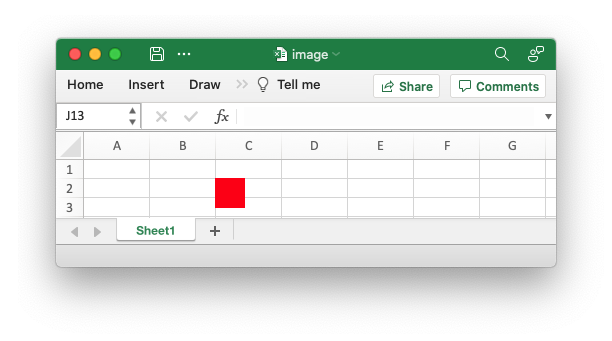 image
Home Insert Draw Tell me Share Comments
J13 fx
A B C D E F G
1
2
3
Sheet1 +